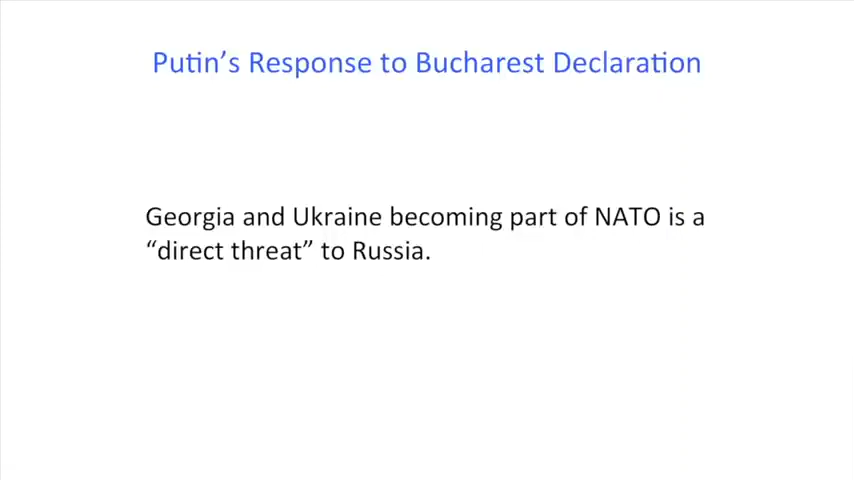 Putin’s Response to Bucharest Declaration
Georgia and Ukraine becoming part of NATO is a
“direct threat” to Russia.